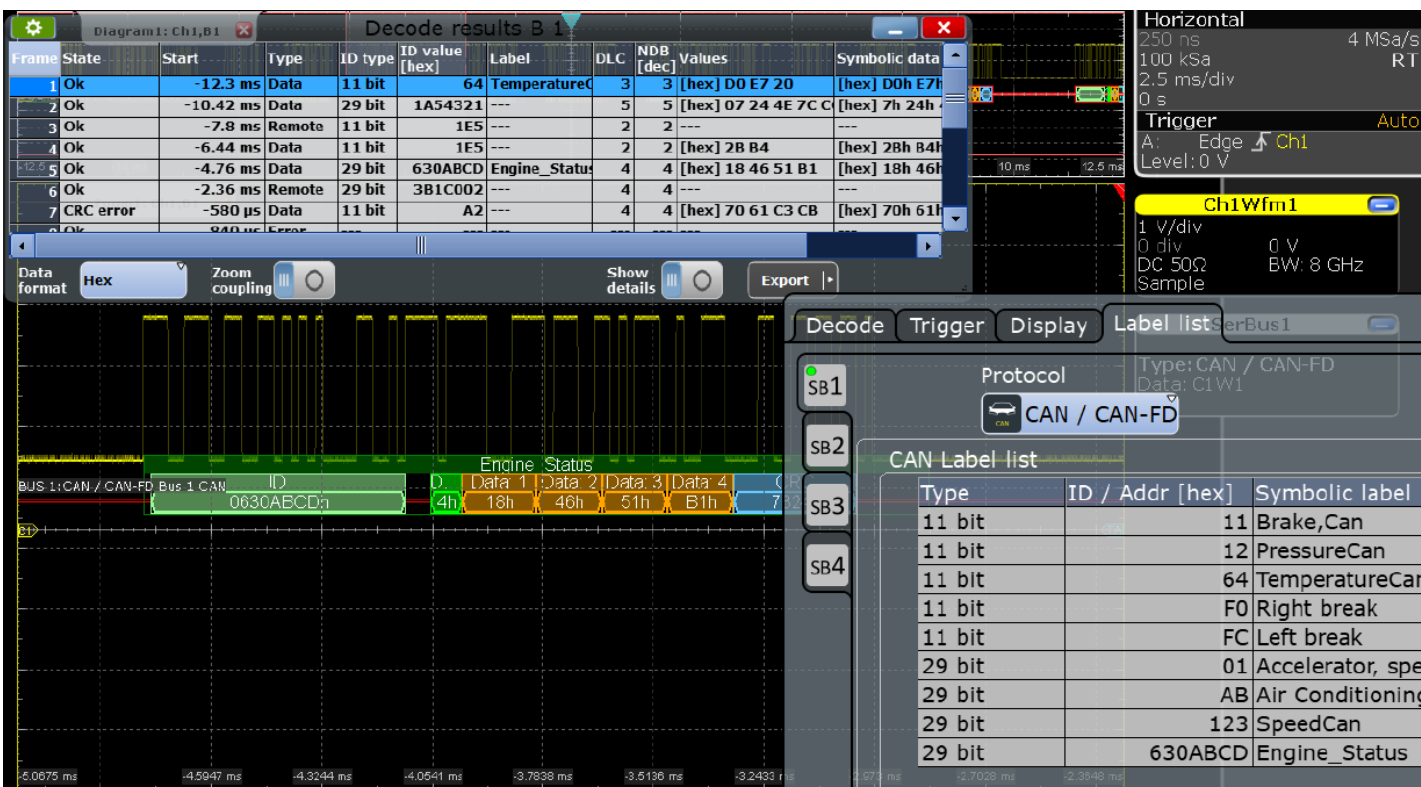 Diagram1: Ch1,B1
Decode results B 1
Frame State Start Type ID type ID value [hex] Label DLC NDB [dec] Values Symbolic data
1 Ok -12.3 ms Data 11 bit 64 TemperatureC 3 3 [hex] D0 E7 20 [hex] D0h E7h
2 Ok -10.42 ms Data 29 bit 1A54321 --- 5 5 [hex] 07 24 4E 7C C [hex] 7h 24h
3 Ok -7.8 ms Remote 11 bit 1E5 --- 2 2 --- ---
4 Ok -6.44 ms Data 11 bit 1E5 --- 2 2 [hex] 2B B4 [hex] 2Bh B4h
5 Ok -4.76 ms Data 29 bit 630ABCD Engine_Status 4 4 [hex] 18 46 51 B1 [hex] 18h 46h
6 Ok -2.36 ms Remote 29 bit 3B1C002 --- 4 4 --- ---
7 CRC error -580 µs Data 11 bit A2 --- 4 4 [hex] 70 61 C3 CB [hex] 70h 61h
Ok 840 µs Error --- --- --- --- --- --- ---
Data format Hex
Zoom coupling
Show details
Export
10 ms 12.5 ms
Horizontal
250 ns 4 MSa/s
100 kSa RT
2.5 ms/div
0 s
Trigger Auto
A: Edge Ch1
Level: 0 V
Ch1Wfm1
1 V/div
0 div 0 V
DC 50Ω BW: 8 GHz
Sample
SerBus1
Type: CAN / CAN-FD
Data: C1W1
Engine_Status
BUS 1:CAN / CAN-FD Bus 1 CAN
ID D. Data: 1 Data: 2 Data: 3 Data: 4
0630ABCDh 4h 18h 46h 51h B1h
C1
-5.0675 ms -4.5947 ms -4.3244 ms -4.0541 ms -3.7838 ms -3.5136 ms -3.2433 ms -2.973 ms -2.7028 ms -2.3648 ms
Decode Trigger Display Label list
SB1
SB2
SB3
SB4
Protocol
CAN
CAN / CAN-FD
CAN Label list
Type ID / Addr [hex] Symbolic label
11 bit 11 Brake,Can
11 bit 12 PressureCan
11 bit 64 TemperatureCan
11 bit F0 Right break
11 bit FC Left break
29 bit 01 Accelerator, spe
29 bit AB Air Conditioning
29 bit 123 SpeedCan
29 bit 630ABCD Engine_Status